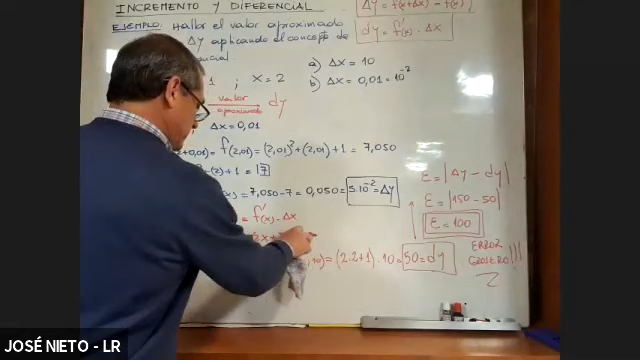 INCREMENTO Y DIFERENCIAL
Δy = f(x+Δx) - f(x)
EJEMPLO: Hallar el valor aproximado
dy = f'(x) · Δx
Δy aplicando el concepto de
1 ; x = 2
a) Δx = 10
b) Δx = 0,01 = 10⁻²
valor
aproximado
dy
Δx = 0,01
+0,01) = f(2,01) = (2,01)² + (2,01) + 1 = 7,050
+ 1 = 7
= 7,050 - 7 = 0,050 = 5.10⁻² = Δy
= f'(x) - Δx
= (2.2+1) . 10 = 50 = dy
ε = |Δy - dy|
ε = |150 - 50|
ε = 100
ERROR
GROSERO!!!
JOSÉ NIETO - LR